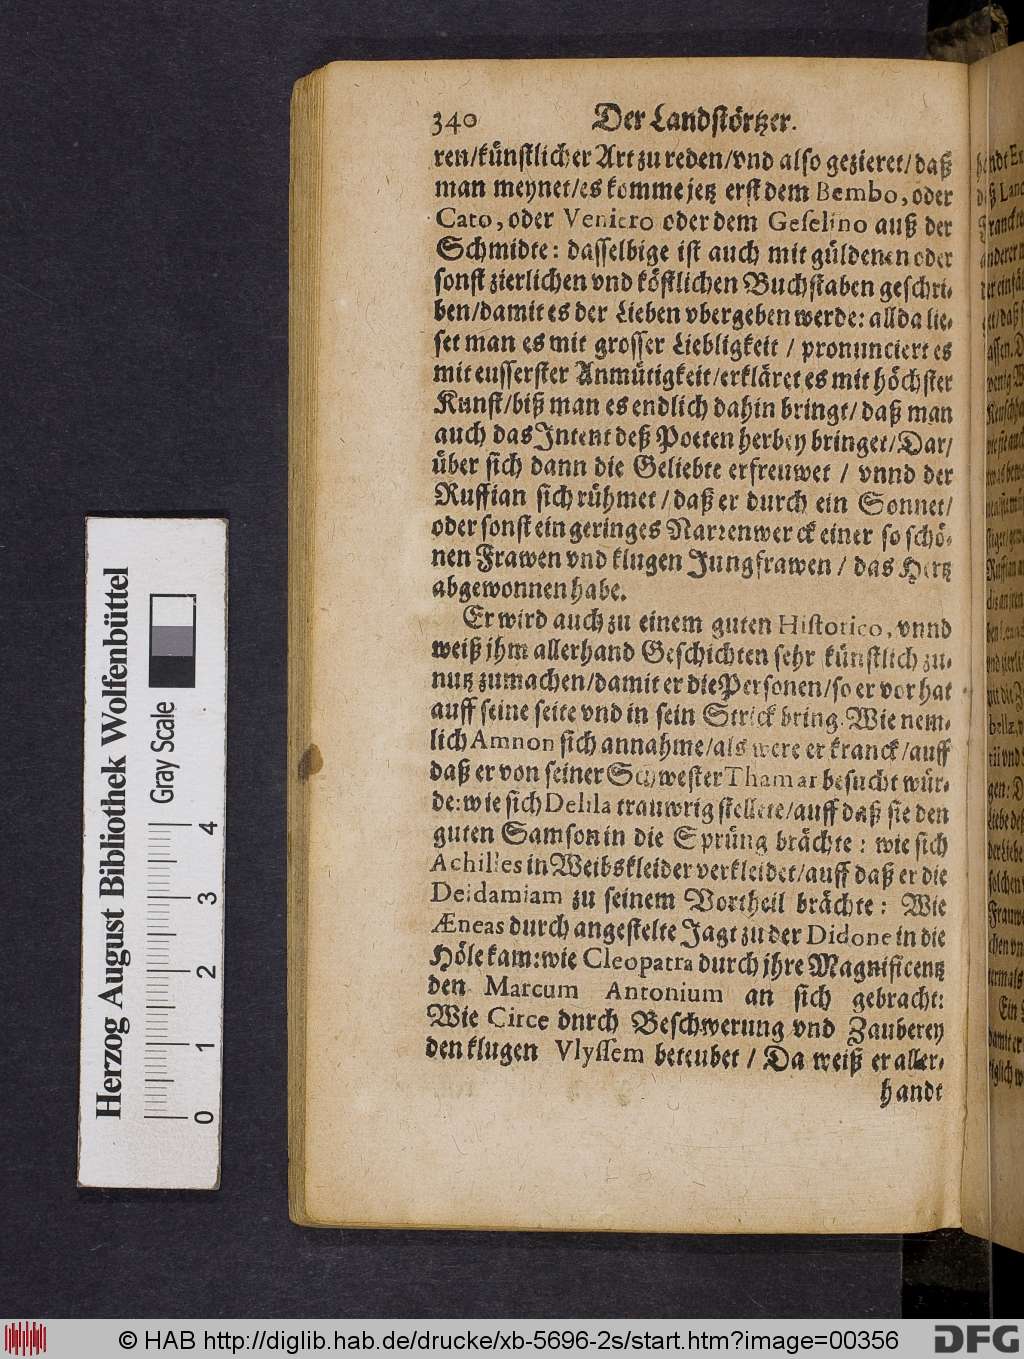 340 Der Landstörtzer.
ren/künstlicher Art zu reden/vnd also gezieret/daß
man meynet/es komme jetz erst dem Bembo, oder
Cato, oder Veniero oder dem Geselino auß der
Schmidte: dasselbige ist auch mit güldenen oder
sonst zierlichen vnd köstlichen Buchstaben geschri-
ben/damit es der Lieben vbergeben werde: allda lie-
set man es mit grosser Liebligkeit / pronunciert es
mit eusserster Anmütigkeit/erkläret es mit höchster
Kunst/biß man es endlich dahin bringt/daß man
auch das Intent deß Poeten herbey bringet/Dar/
über sich dann die Geliebte erfreuwet / vnnd der
Ruffian sich rühmet/daß er durch ein Sonnet/
oder sonst ein geringes Narrenwerck einer so schö-
nen Frawen vnd klugen Jungfrawen / das Hertz
abgewonnen habe.
Er wird auch zu einem guten Historico, vnnd
weiß jhm allerhand Geschichten sehr künstlich zu-
nutz zumachen/damit er die Personen/so er vor hat
auff seine seite vnd in sein Strick bring. Wie nem-
lich Amnon sich annahme/als were er kranck/auff
daß er von seiner Schwester Thamar besucht wür-
de: wie sich Delila trauwrig stellete/auff daß sie den
guten Samson in die Sprüng brächte: wie sich
Achilles in Weibskleider verkleidet/auff daß er die
Deidamiam zu seinem Vortheil brächte: Wie
Æneas durch angestelte Jagt zu der Didone in die
Höle kam: wie Cleopatra durch jhre Magnificentz
den Marcum Antonium an sich gebracht:
Wie Circe dnrch Beschwerung vnd Zauberey
den klugen Vlyssem beteubet / Da weiß er aller-
handt
Herzog August Bibliothek Wolfenbüttel
Gray Scale
0 1 2 3 4
© HAB http://diglib.hab.de/drucke/xb-5696-2s/start.htm?image=00356
DFG